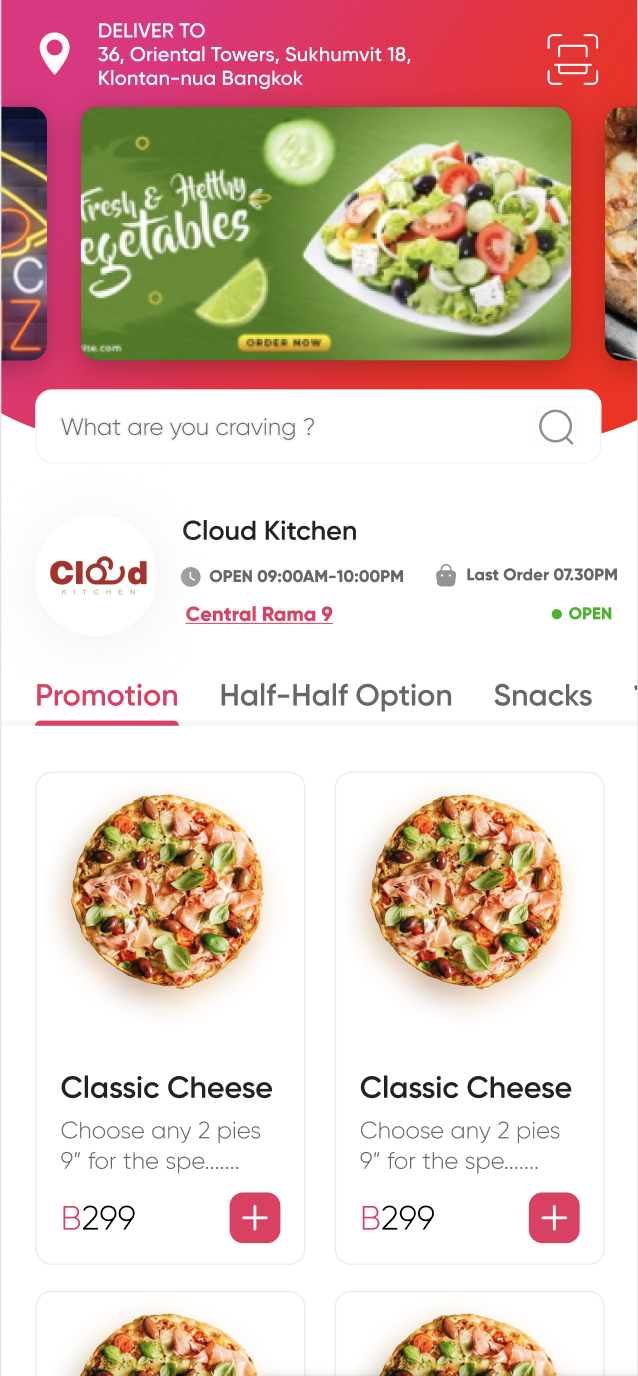 DELIVER TO
36, Oriental Towers, Sukhumvit 18,
Klontan-nua Bangkok
C
Z
Fresh & Helthy
egetables
ORDER NOW
ite.com
What are you craving ?
Cloud Kitchen
Cloud
KITCHEN
OPEN 09:00AM-10:00PM
Last Order 07.30PM
Central Rama 9
OPEN
Promotion
Half-Half Option
Snacks
Classic Cheese
Choose any 2 pies
9” for the spe.......
B299
Classic Cheese
Choose any 2 pies
9” for the spe.......
B299